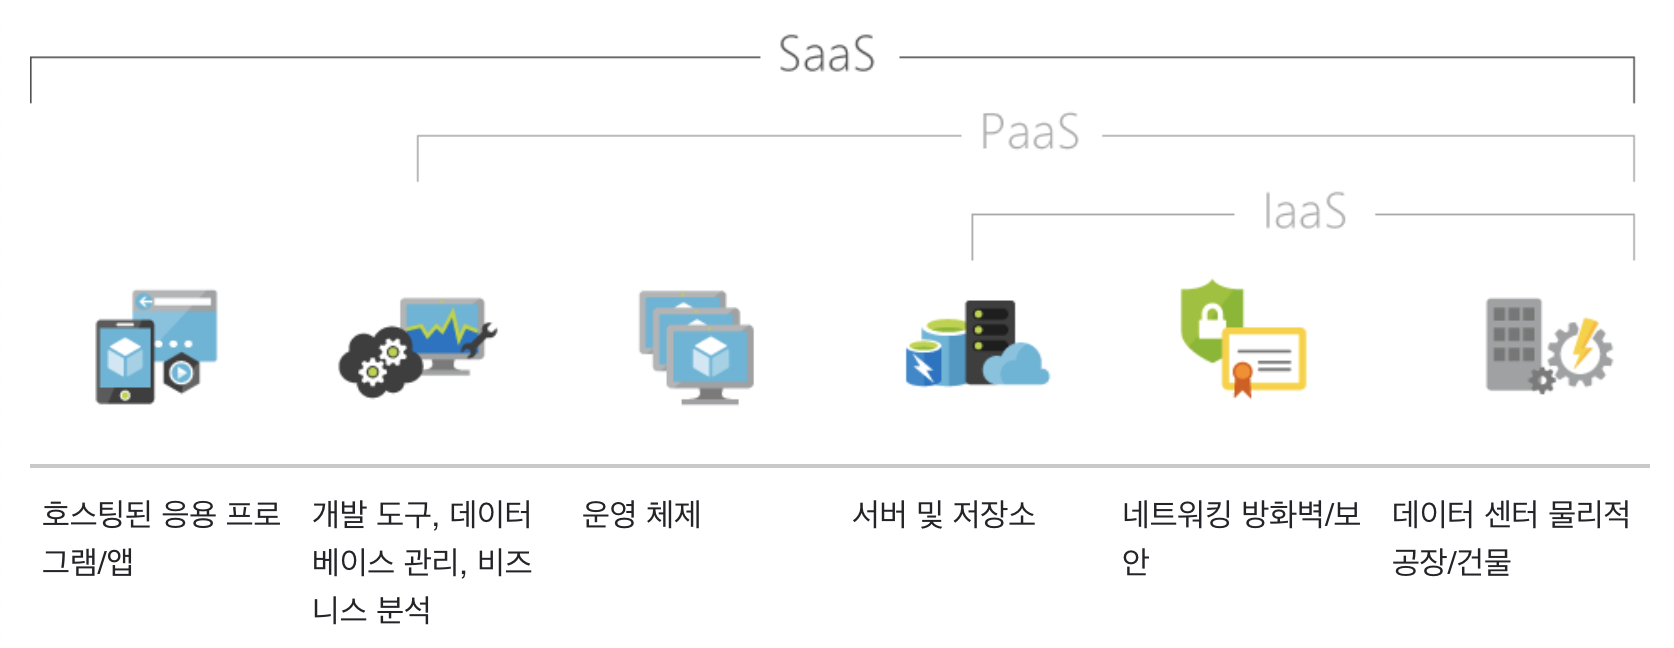 SaaS
PaaS
IaaS
호스팅된 응용 프로
그램/앱
개발 도구, 데이터
베이스 관리, 비즈
니스 분석
운영 체제
서버 및 저장소
네트워킹 방화벽/보
안
데이터 센터 물리적
공장/건물